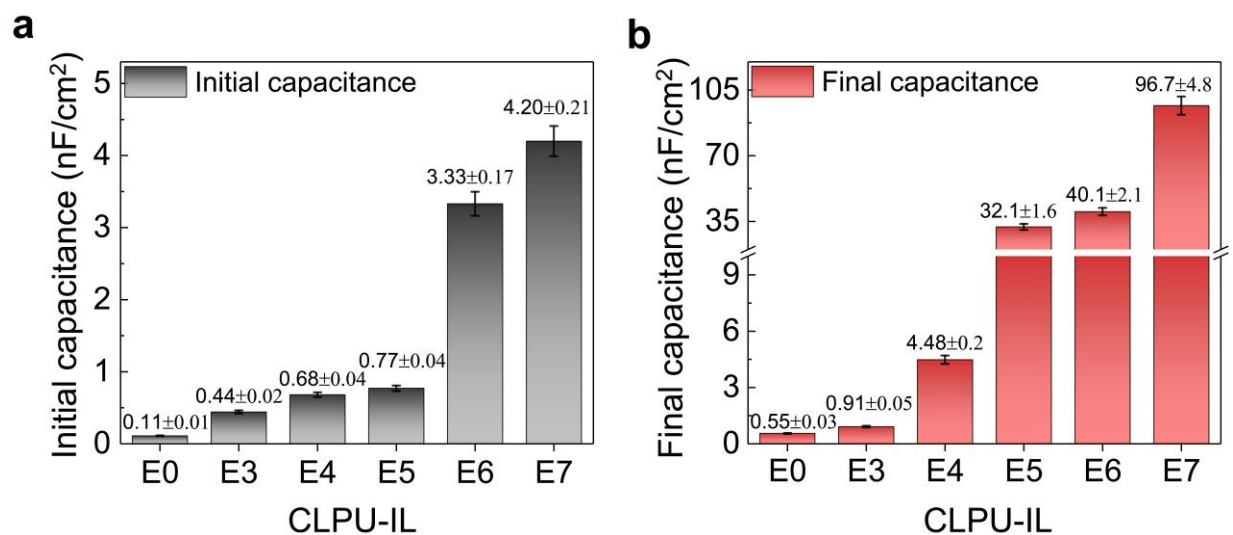 a
Initial capacitance (nF/cm²)
5
4
3
2
1
0
Initial capacitance
0.11±0.01
0.44±0.02
0.68±0.04
0.77±0.04
3.33±0.17
4.20±0.21
E0 E3 E4 E5 E6 E7
CLPU-IL
b
Final capacitance (nF/cm²)
105
70
35
9
6
3
0
Final capacitance
0.55±0.03
0.91±0.05
4.48±0.2
32.1±1.6
40.1±2.1
96.7±4.8
E0 E3 E4 E5 E6 E7
CLPU-IL